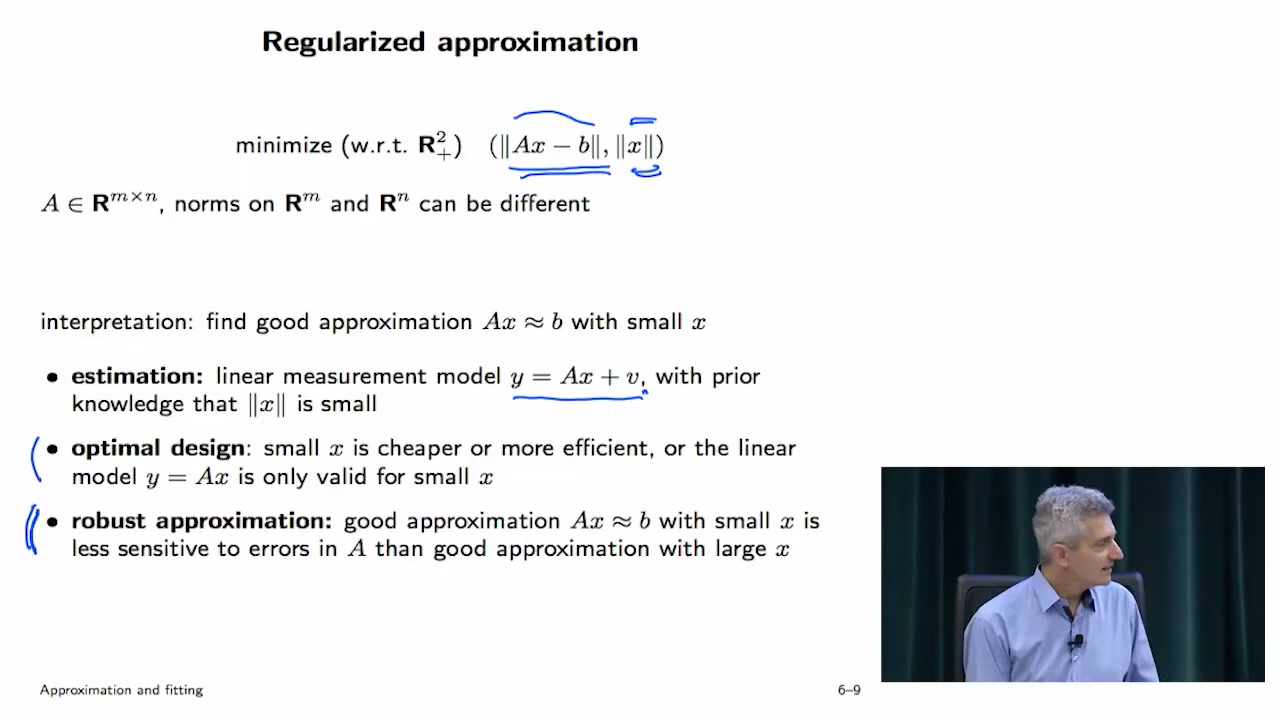 Regularized approximation
minimize (w.r.t. R²₊) (‖Ax − b‖, ‖x‖)
A ∈ Rᵐˣⁿ, norms on Rᵐ and Rⁿ can be different
interpretation: find good approximation Ax ≈ b with small x
• estimation: linear measurement model y = Ax + v, with prior
knowledge that ‖x‖ is small
• optimal design: small x is cheaper or more efficient, or the linear
model y = Ax is only valid for small x
• robust approximation: good approximation Ax ≈ b with small x is
less sensitive to errors in A than good approximation with large x
Approximation and fitting 6–9